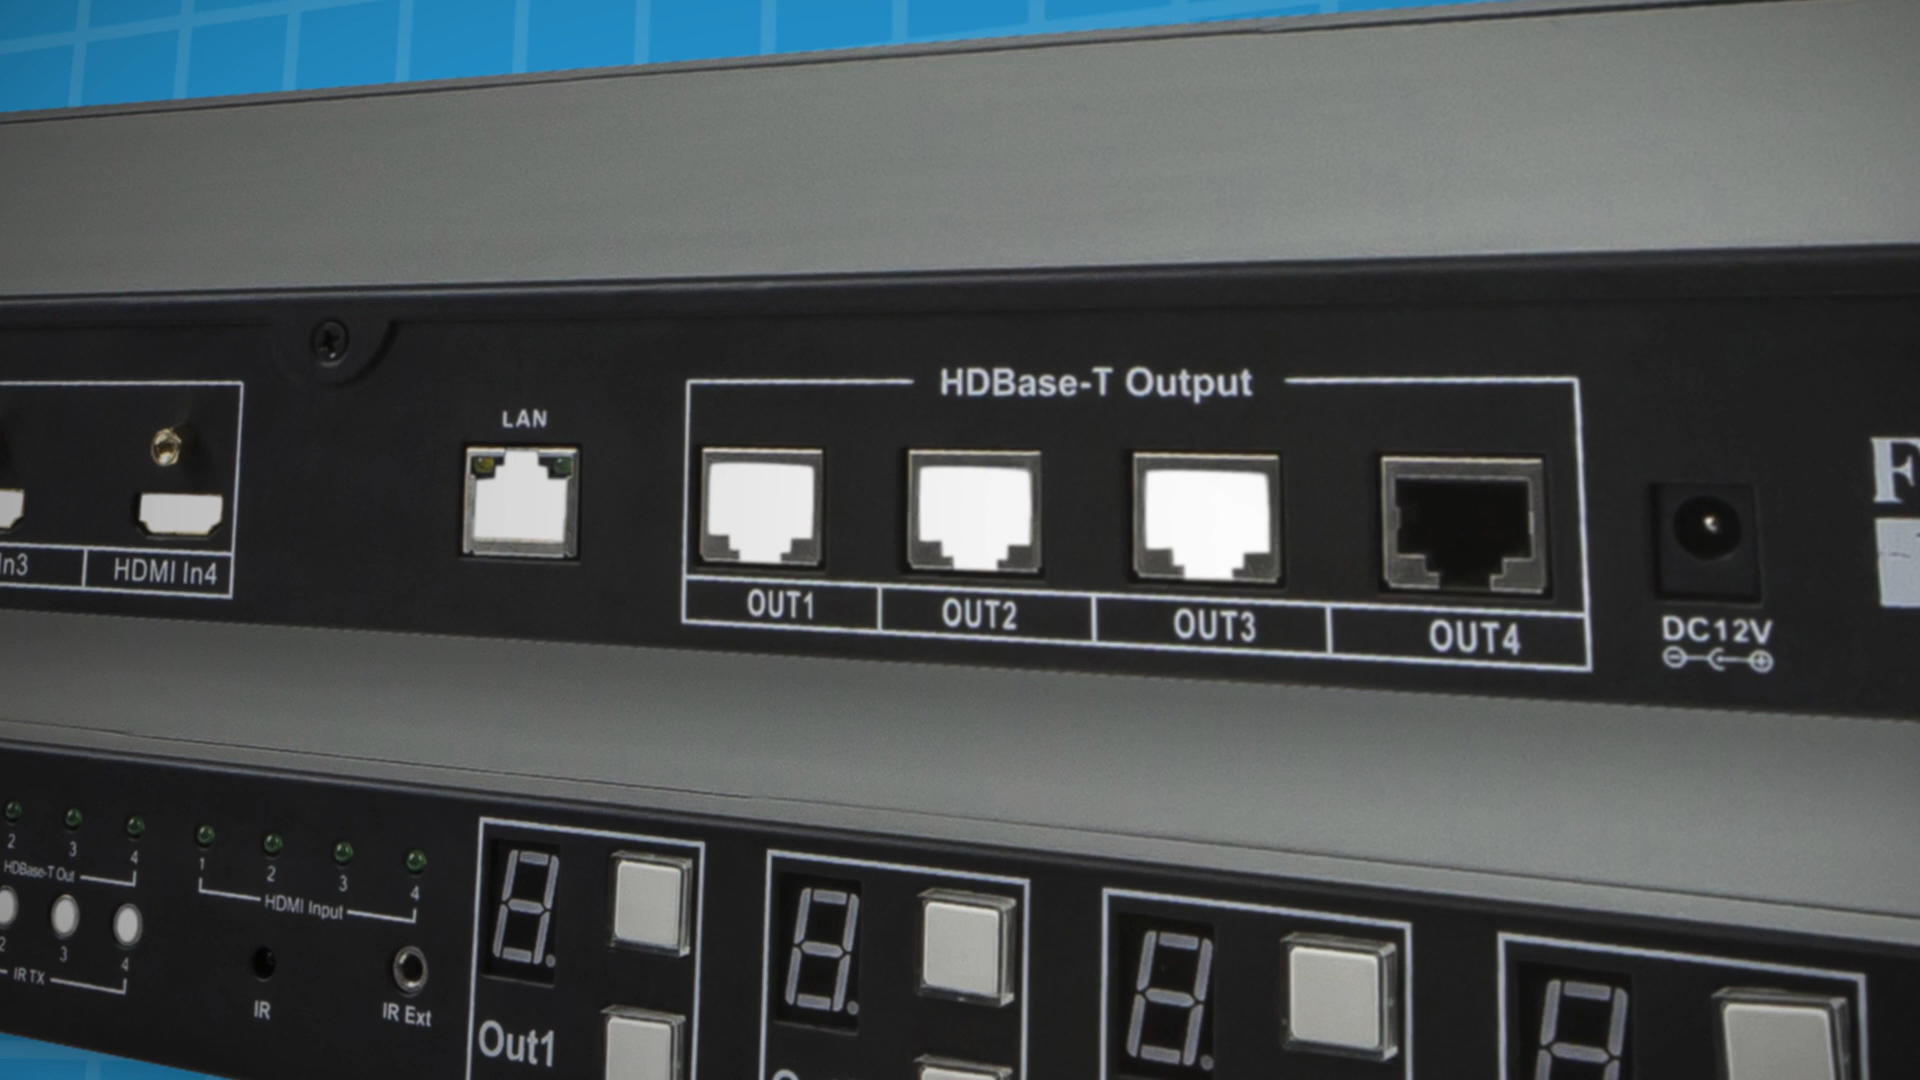 HDBase-T Output
LAN
In3
HDMI In4
OUT1
OUT2
OUT3
OUT4
DC12V
2
3
4
HDBase-T Out
1
2
3
4
HDMI Input
2
3
4
IR TX
IR
IR Ext
Out1